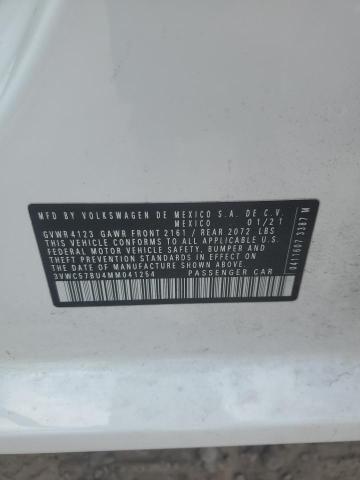 MFD BY VOLKSWAGEN DE MEXICO S.A. DE C.V.
MEXICO 01/21
GVWR 4123 GAWR FRONT 2161 / REAR 2072 LBS
THIS VEHICLE CONFORMS TO ALL APPLICABLE U.S.
FEDERAL MOTOR VEHICLE SAFETY, BUMPER AND THEFT
PREVENTION STANDARDS IN EFFECT ON THE DATE
OF MANUFACTURE SHOWN ABOVE.
3VWC57BU4MM041254 PASSENGER CAR
0411607 3387 M